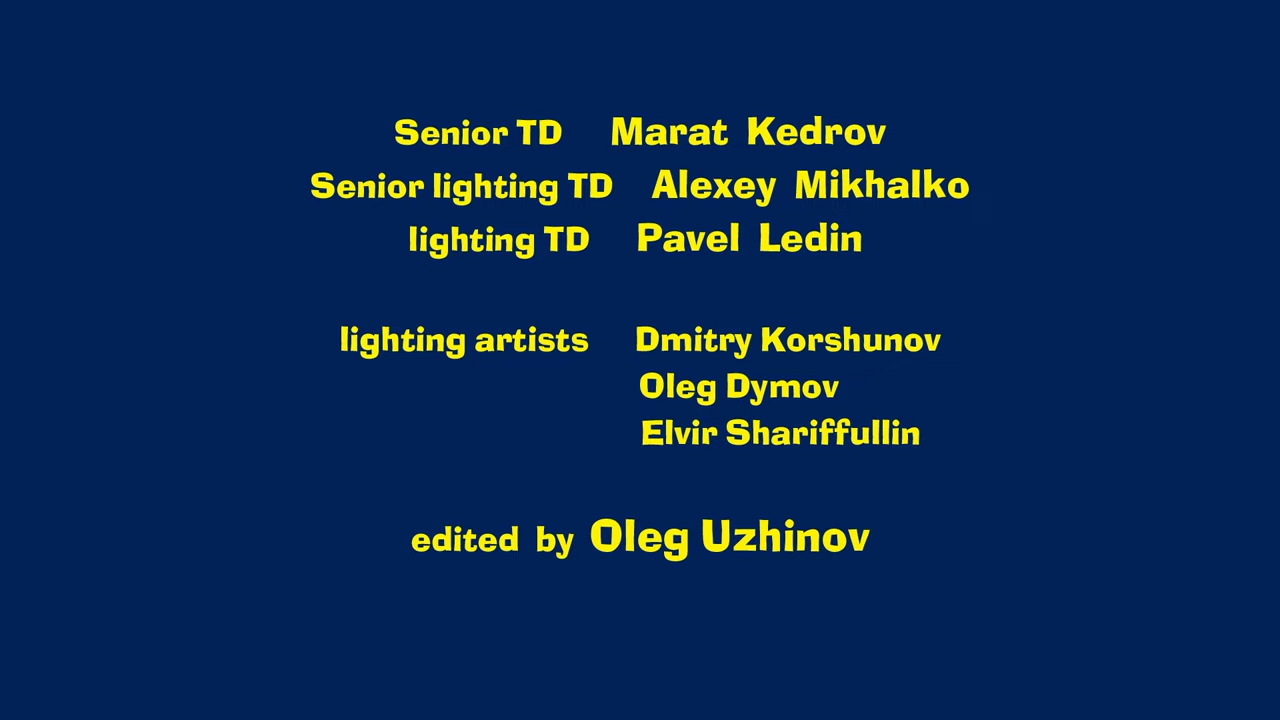 Senior TD Marat Kedrov
Senior lighting TD Alexey Mikhalko
lighting TD Pavel Ledin
lighting artists Dmitry Korshunov
Oleg Dymov
Elvir Shariffullin
edited by Oleg Uzhinov